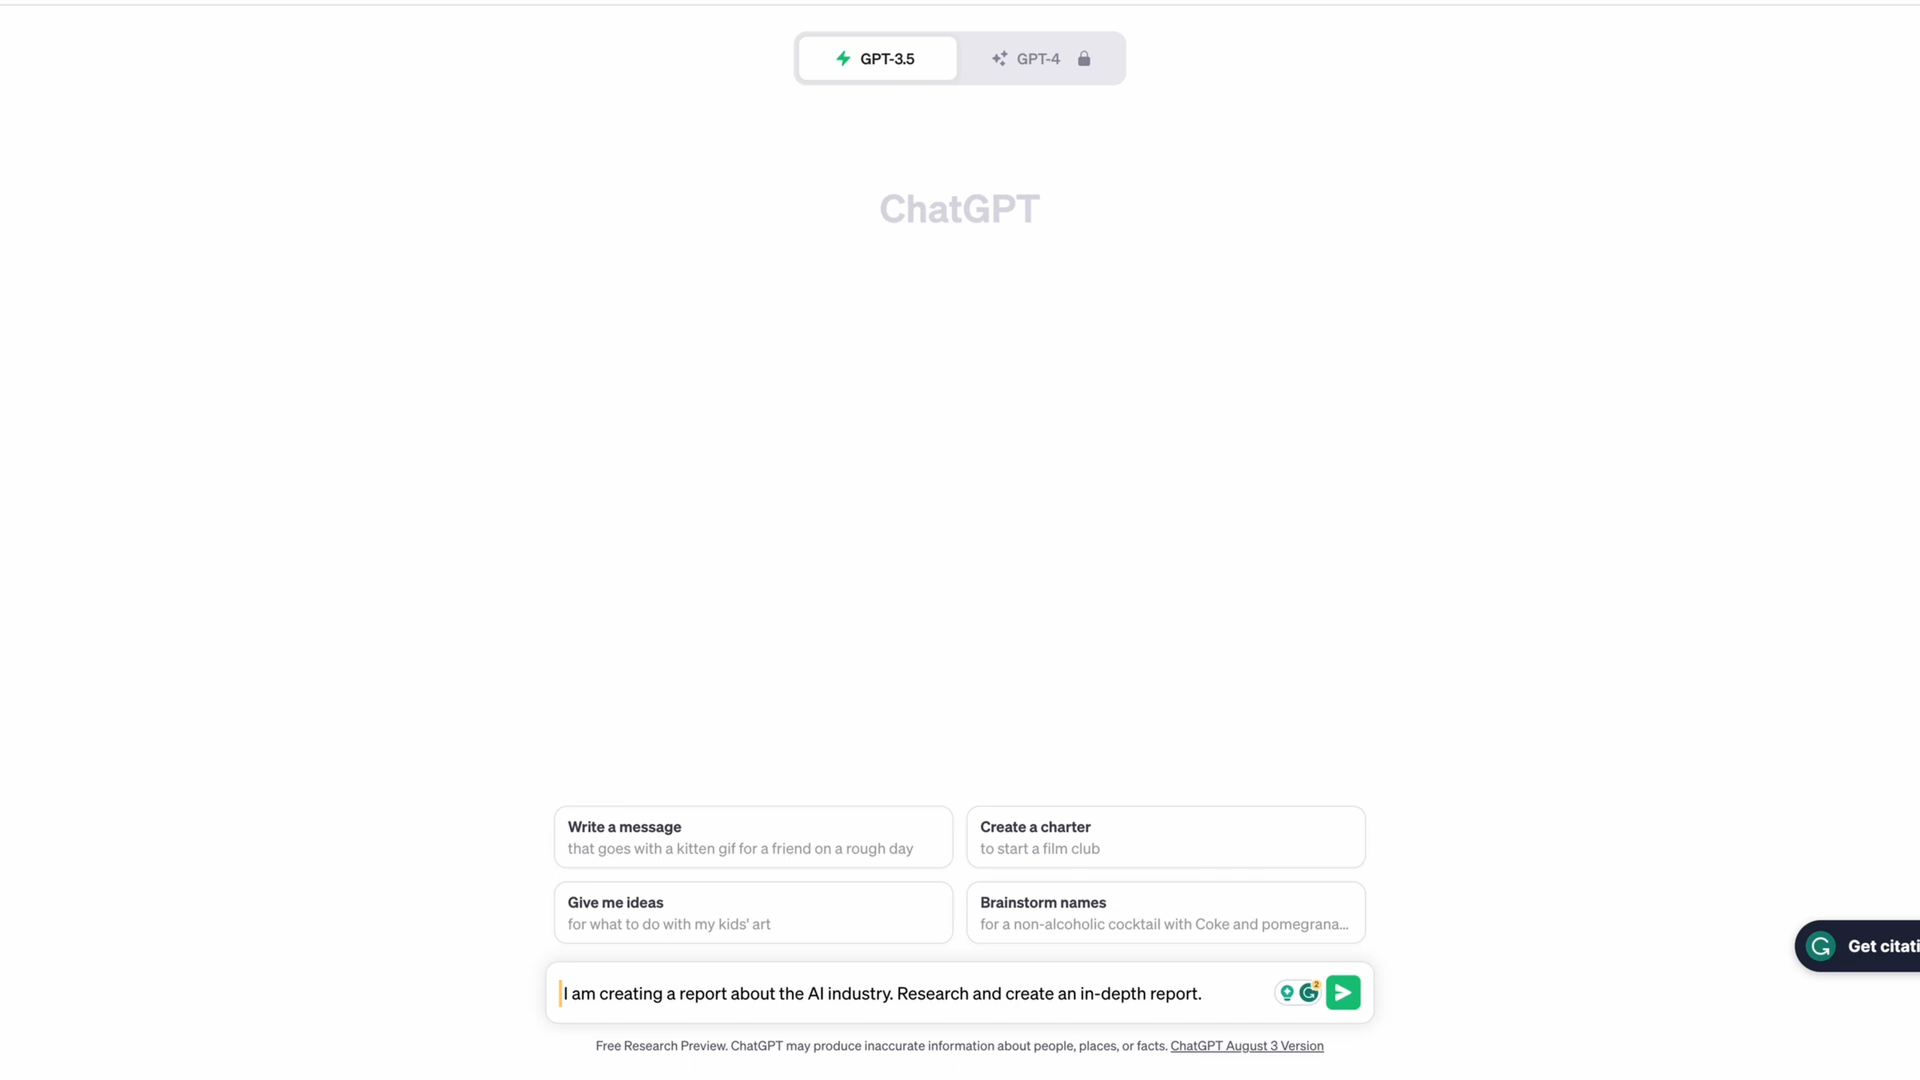 GPT-3.5
GPT-4
ChatGPT
Write a message
that goes with a kitten gif for a friend on a rough day
Create a charter
to start a film club
Give me ideas
for what to do with my kids' art
Brainstorm names
for a non-alcoholic cocktail with Coke and pomegrana...
Get citati
I am creating a report about the AI industry. Research and create an in-depth report.
2
Free Research Preview. ChatGPT may produce inaccurate information about people, places, or facts. ChatGPT August 3 Version